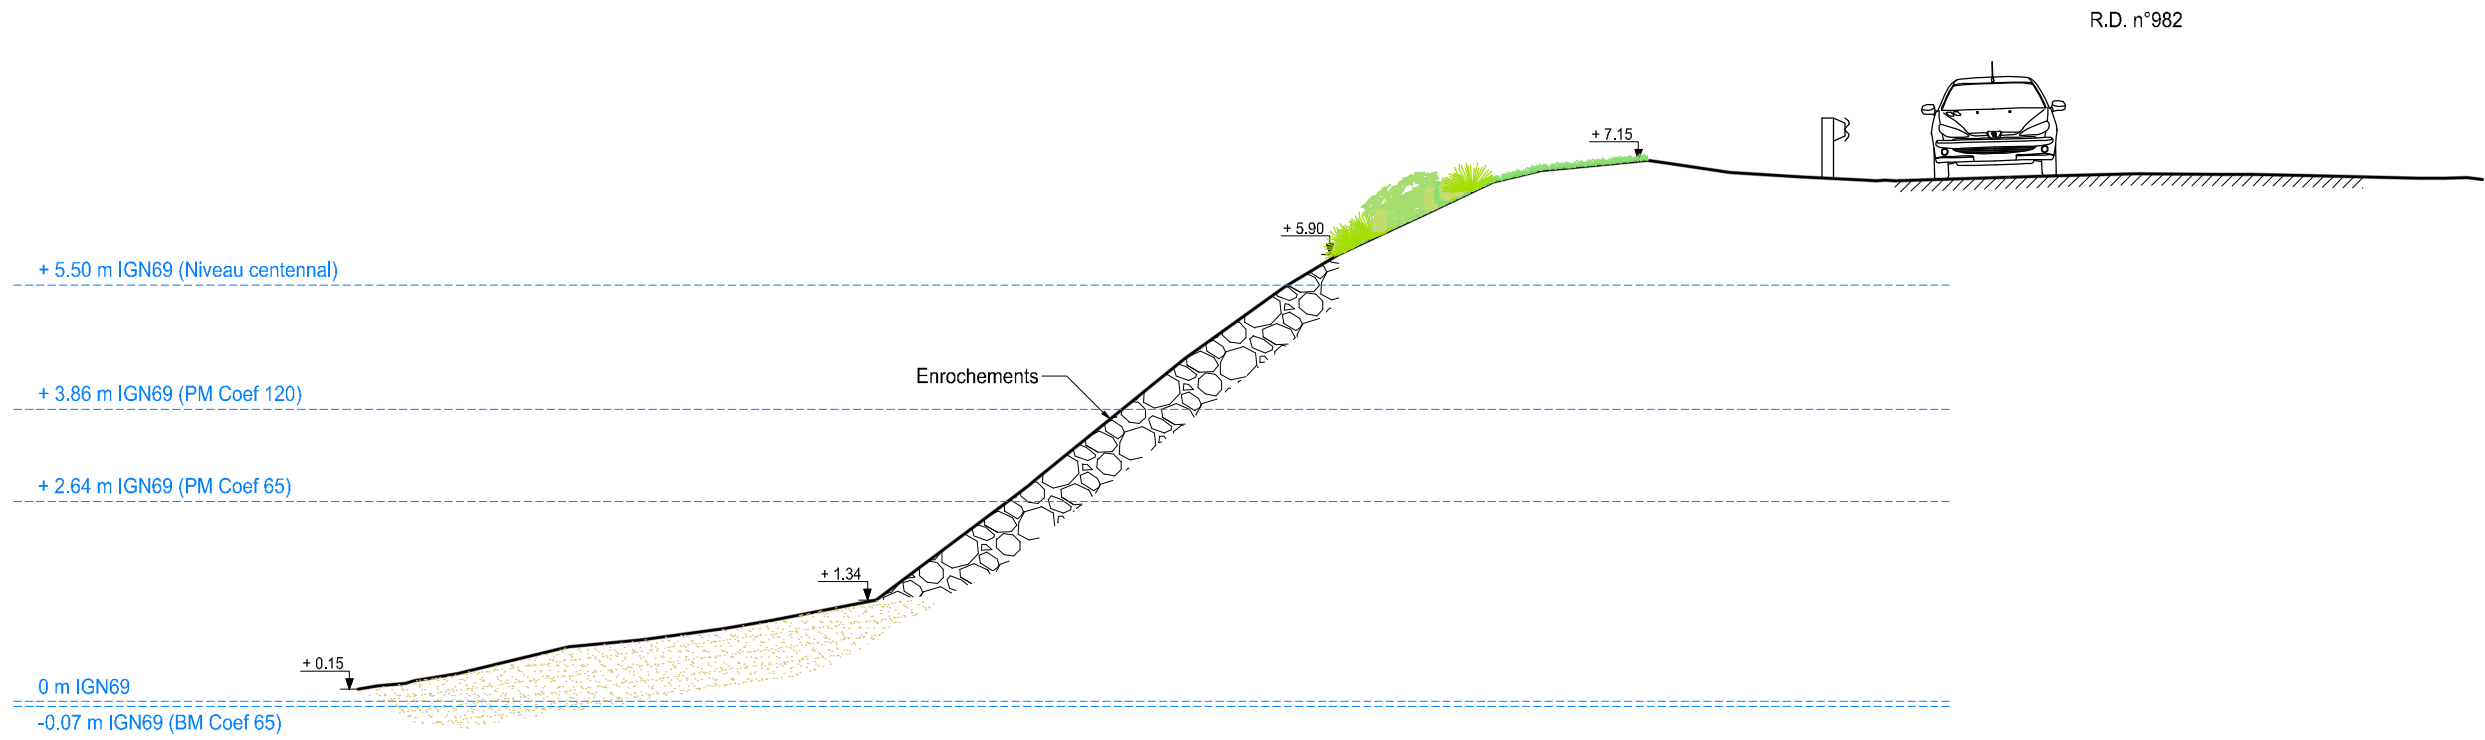 R.D. n°982
+ 7.15
+ 5.90
+ 5.50 m IGN69 (Niveau centennal)
Enrochements
+ 3.86 m IGN69 (PM Coef 120)
+ 2.64 m IGN69 (PM Coef 65)
+ 1.34
+ 0.15
0 m IGN69
-0.07 m IGN69 (BM Coef 65)